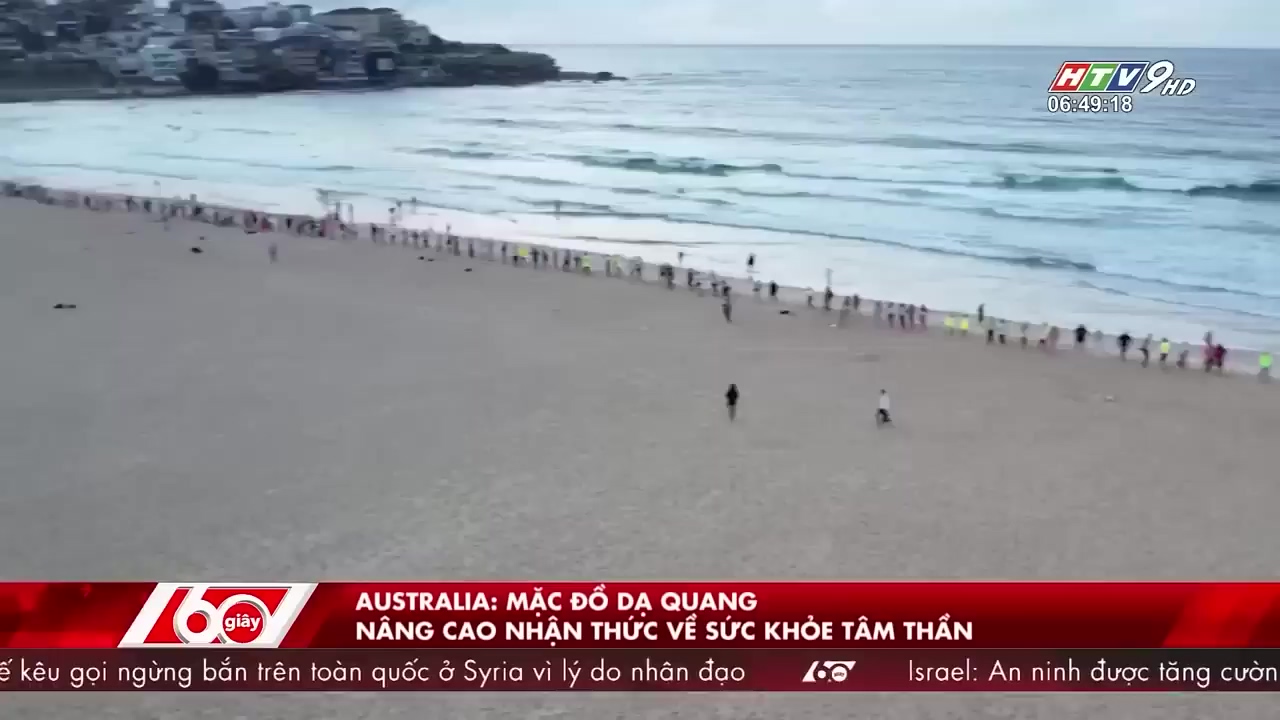 HTV9HD
06:49:18
60 giây
AUSTRALIA: MẶC ĐỒ DẠ QUANG
NÂNG CAO NHẬN THỨC VỀ SỨC KHỎE TÂM THẦN
kêu gọi ngừng bắn trên toàn quốc ở Syria vì lý do nhân đạo 60 giây Israel: An ninh được tăng